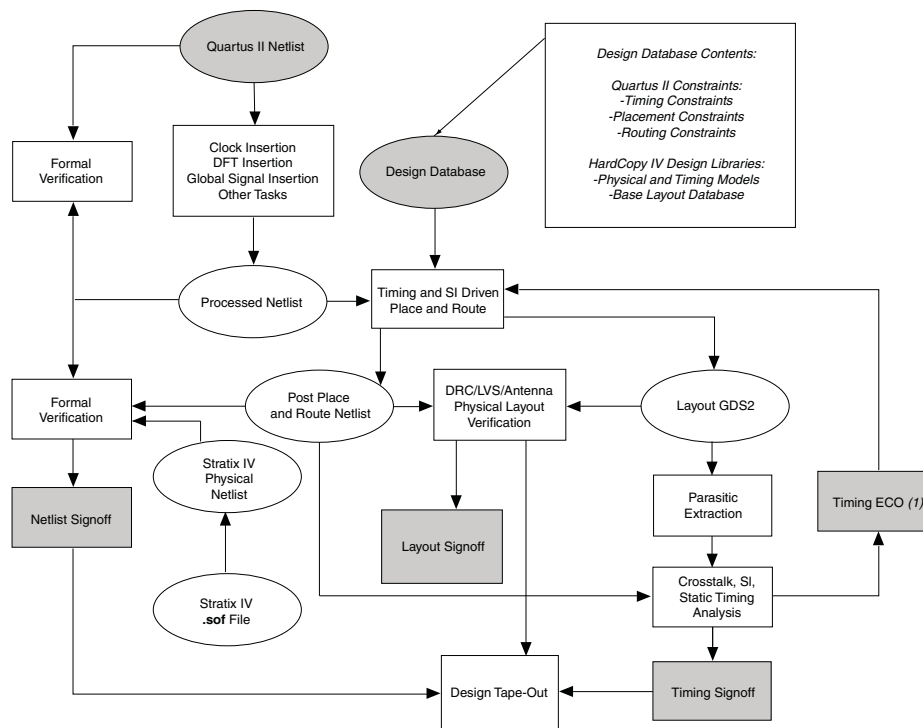 Quartus II Netlist
Design Database Contents:
Quartus II Constraints:
-Timing Constraints
-Placement Constraints
-Routing Constraints
HardCopy IV Design Libraries:
-Physical and Timing Models
-Base Layout Database
Formal
Verification
Clock Insertion
DFT Insertion
Global Signal Insertion
Other Tasks
Design Database
Processed Netlist
Timing and SI Driven
Place and Route
Formal
Verification
Post Place
and Route Netlist
DRC/LVS/Antenna
Physical Layout
Verification
Layout GDS2
Stratix IV
Physical
Netlist
Netlist Signoff
Layout Signoff
Parasitic
Extraction
Timing ECO (1)
Stratix IV
.sof File
Crosstalk, SI,
Static Timing
Analysis
Design Tape-Out
Timing Signoff